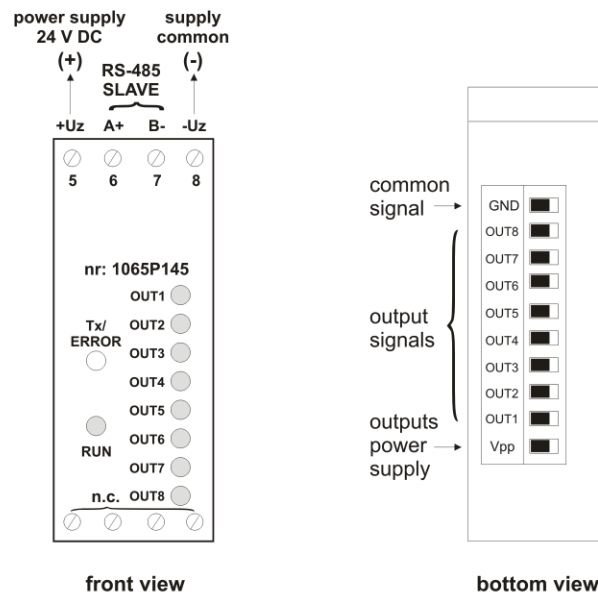 power supply
24 V DC
(+)
supply
common
(-)
RS-485
SLAVE
+Uz A+ B- -Uz
5 6 7 8
nr: 1065P145
OUT1
OUT2
OUT3
OUT4
OUT5
OUT6
OUT7
OUT8
Tx/
ERROR
RUN
n.c.
front view
common
signal
output
signals
outputs
power
supply
GND
OUT8
OUT7
OUT6
OUT5
OUT4
OUT3
OUT2
OUT1
Vpp
bottom view